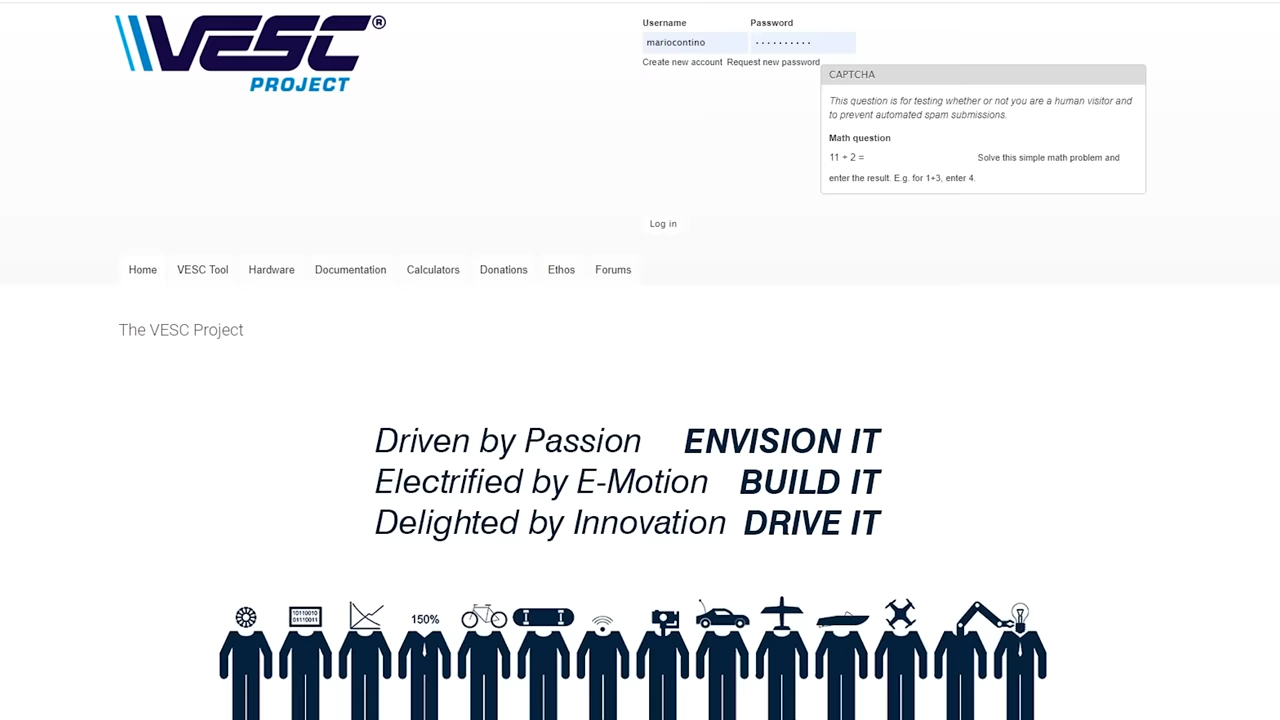 VESC®
PROJECT
Username Password
mariocontino ··········
Create new account Request new password
CAPTCHA
This question is for testing whether or not you are a human visitor and
to prevent automated spam submissions.
Math question
11 + 2 = Solve this simple math problem and
enter the result. E.g. for 1+3, enter 4.
Log in
Home VESC Tool Hardware Documentation Calculators Donations Ethos Forums
The VESC Project
Driven by Passion ENVISION IT
Electrified by E-Motion BUILD IT
Delighted by Innovation DRIVE IT
10110010
01110011
150%